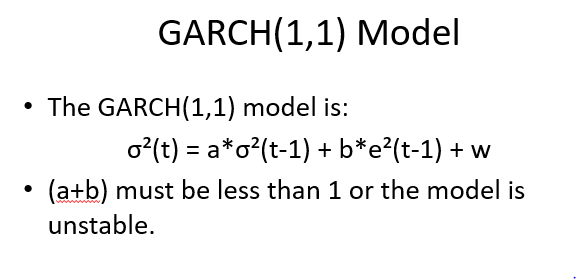 GARCH(1,1) Model
• The GARCH(1,1) model is:
σ²(t) = a*σ²(t-1) + b*e²(t-1) + w
• (a+b) must be less than 1 or the model is
unstable.